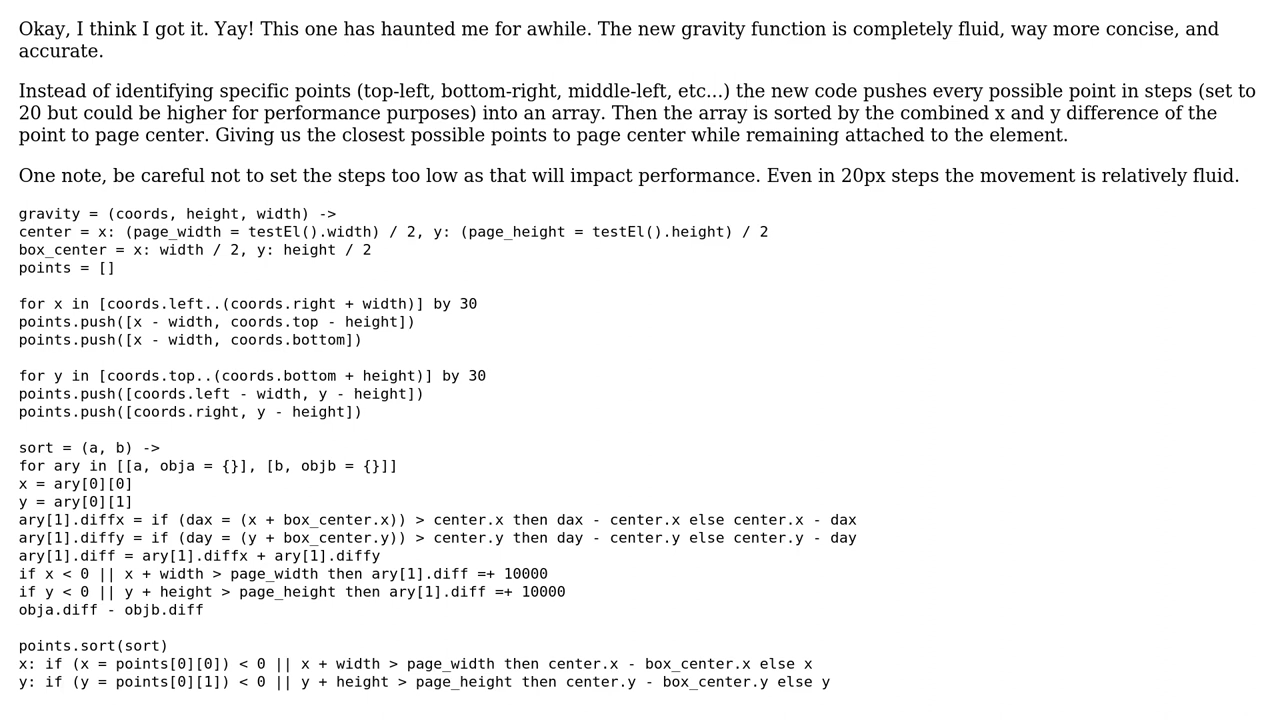 Okay, I think I got it. Yay! This one has haunted me for awhile. The new gravity function is completely fluid, way more concise, and
accurate.
Instead of identifying specific points (top-left, bottom-right, middle-left, etc...) the new code pushes every possible point in steps (set to
20 but could be higher for performance purposes) into an array. Then the array is sorted by the combined x and y difference of the
point to page center. Giving us the closest possible points to page center while remaining attached to the element.
One note, be careful not to set the steps too low as that will impact performance. Even in 20px steps the movement is relatively fluid.
gravity = (coords, height, width) ->
center = x: (page_width = testEl().width) / 2, y: (page_height = testEl().height) / 2
box_center = x: width / 2, y: height / 2
points = []
for x in [coords.left..(coords.right + width)] by 30
points.push([x - width, coords.top - height])
points.push([x - width, coords.bottom])
for y in [coords.top..(coords.bottom + height)] by 30
points.push([coords.left - width, y - height])
points.push([coords.right, y - height])
sort = (a, b) ->
for ary in [[a, obja = {}], [b, objb = {}]]
x = ary[0][0]
y = ary[0][1]
ary[1].diffx = if (dax = (x + box_center.x)) > center.x then dax - center.x else center.x - dax
ary[1].diffy = if (day = (y + box_center.y)) > center.y then day - center.y else center.y - day
ary[1].diff = ary[1].diffx + ary[1].diffy
if x < 0 || x + width > page_width then ary[1].diff =+ 10000
if y < 0 || y + height > page_height then ary[1].diff =+ 10000
obja.diff - objb.diff
points.sort(sort)
x: if (x = points[0][0]) < 0 || x + width > page_width then center.x - box_center.x else x
y: if (y = points[0][1]) < 0 || y + height > page_height then center.y - box_center.y else y